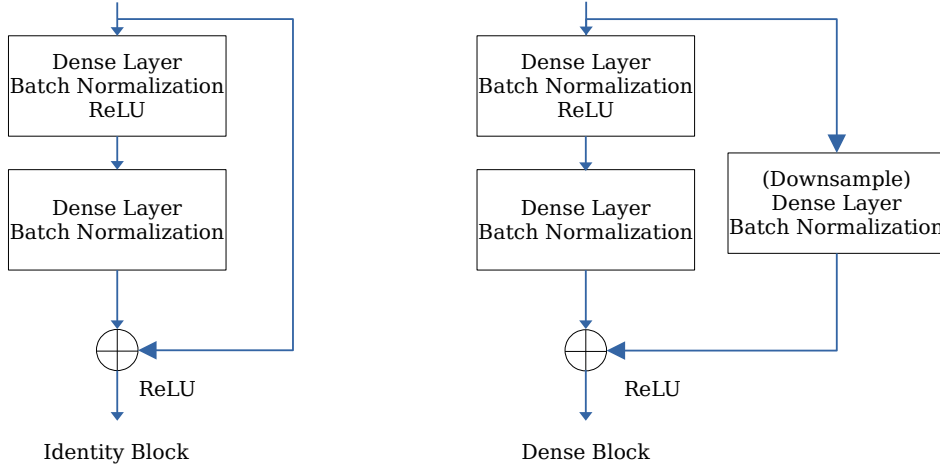 Dense Layer
Batch Normalization
ReLU
Dense Layer
Batch Normalization
ReLU
Identity Block
Dense Layer
Batch Normalization
ReLU
Dense Layer
Batch Normalization
(Downsample)
Dense Layer
Batch Normalization
ReLU
Dense Block